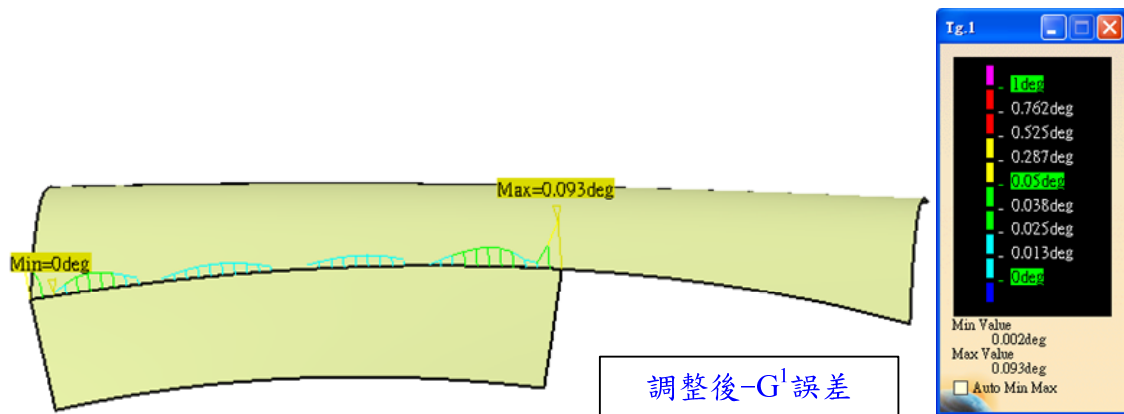 Max=0.093deg
Min=0deg
調整後-G¹誤差
Tg.1
1deg
0.762deg
0.525deg
0.287deg
0.05deg
0.038deg
0.025deg
0.013deg
0deg
Min Value
0.002deg
Max Value
0.093deg
Auto Min Max